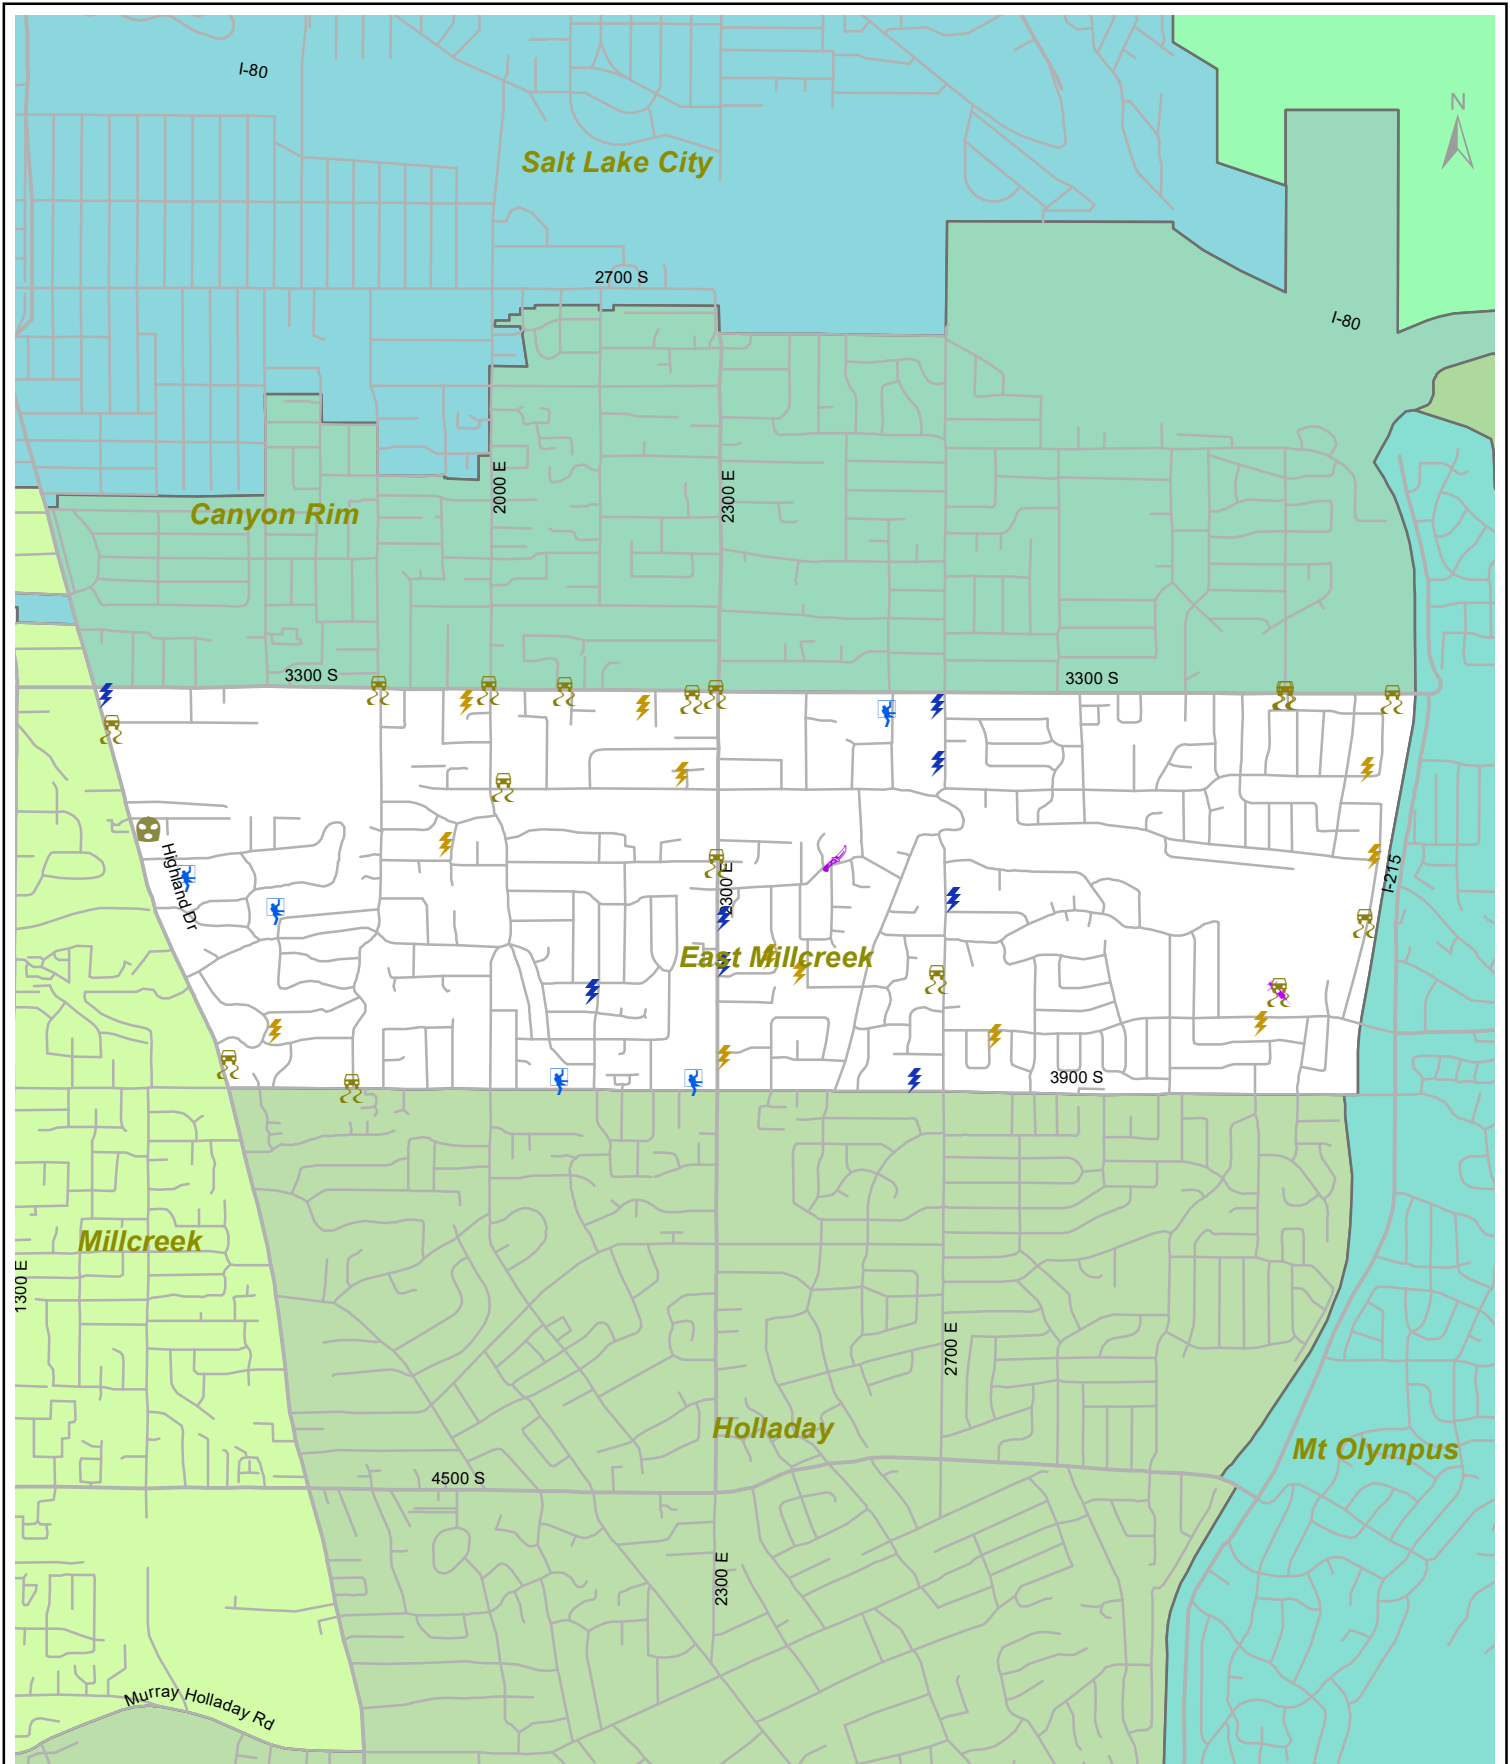 I-80
N
Salt Lake City
2700 S
I-80
2000 E
2300 E
Canyon Rim
3300 S
3300 S
Highland Dr
2300 E
I-215
East Millcreek
3900 S
Millcreek
1300 E
2700 E
Holladay
Mt Olympus
4500 S
2300 E
Murray Holladay Rd